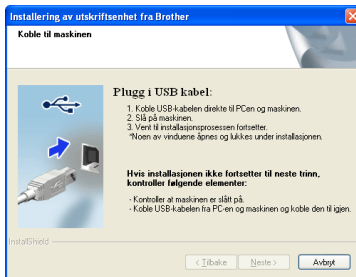 Installering av utskriftsenhet fra Brother
Koble til maskinen
Plugg i USB kabel:
1. Koble USB-kabelen direkte til PCen og maskinen.
2. Slå på maskinen.
3. Vent til installasjonsprosessen fortsetter.
*Noen av vinduene åpnes og lukkes under installasjonen.
Hvis installasjonen ikke fortsetter til neste trinn,
kontroller følgende elementer:
- Kontroller at maskinen er slått på.
- Koble USB-kabelen fra PC-en og maskinen og koble den til igjen.
InstallShield
< Tilbake Neste > Avbryt